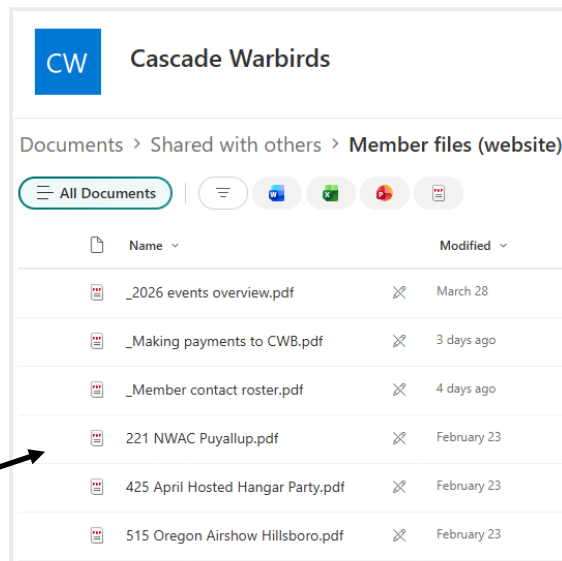 CW Cascade Warbirds
Documents > Shared with others > Member files (website)
All Documents
Name Modified
_2026 events overview.pdf March 28
_Making payments to CWB.pdf 3 days ago
_Member contact roster.pdf 4 days ago
221 NWAC Puyallup.pdf February 23
425 April Hosted Hangar Party.pdf February 23
515 Oregon Airshow Hillsboro.pdf February 23